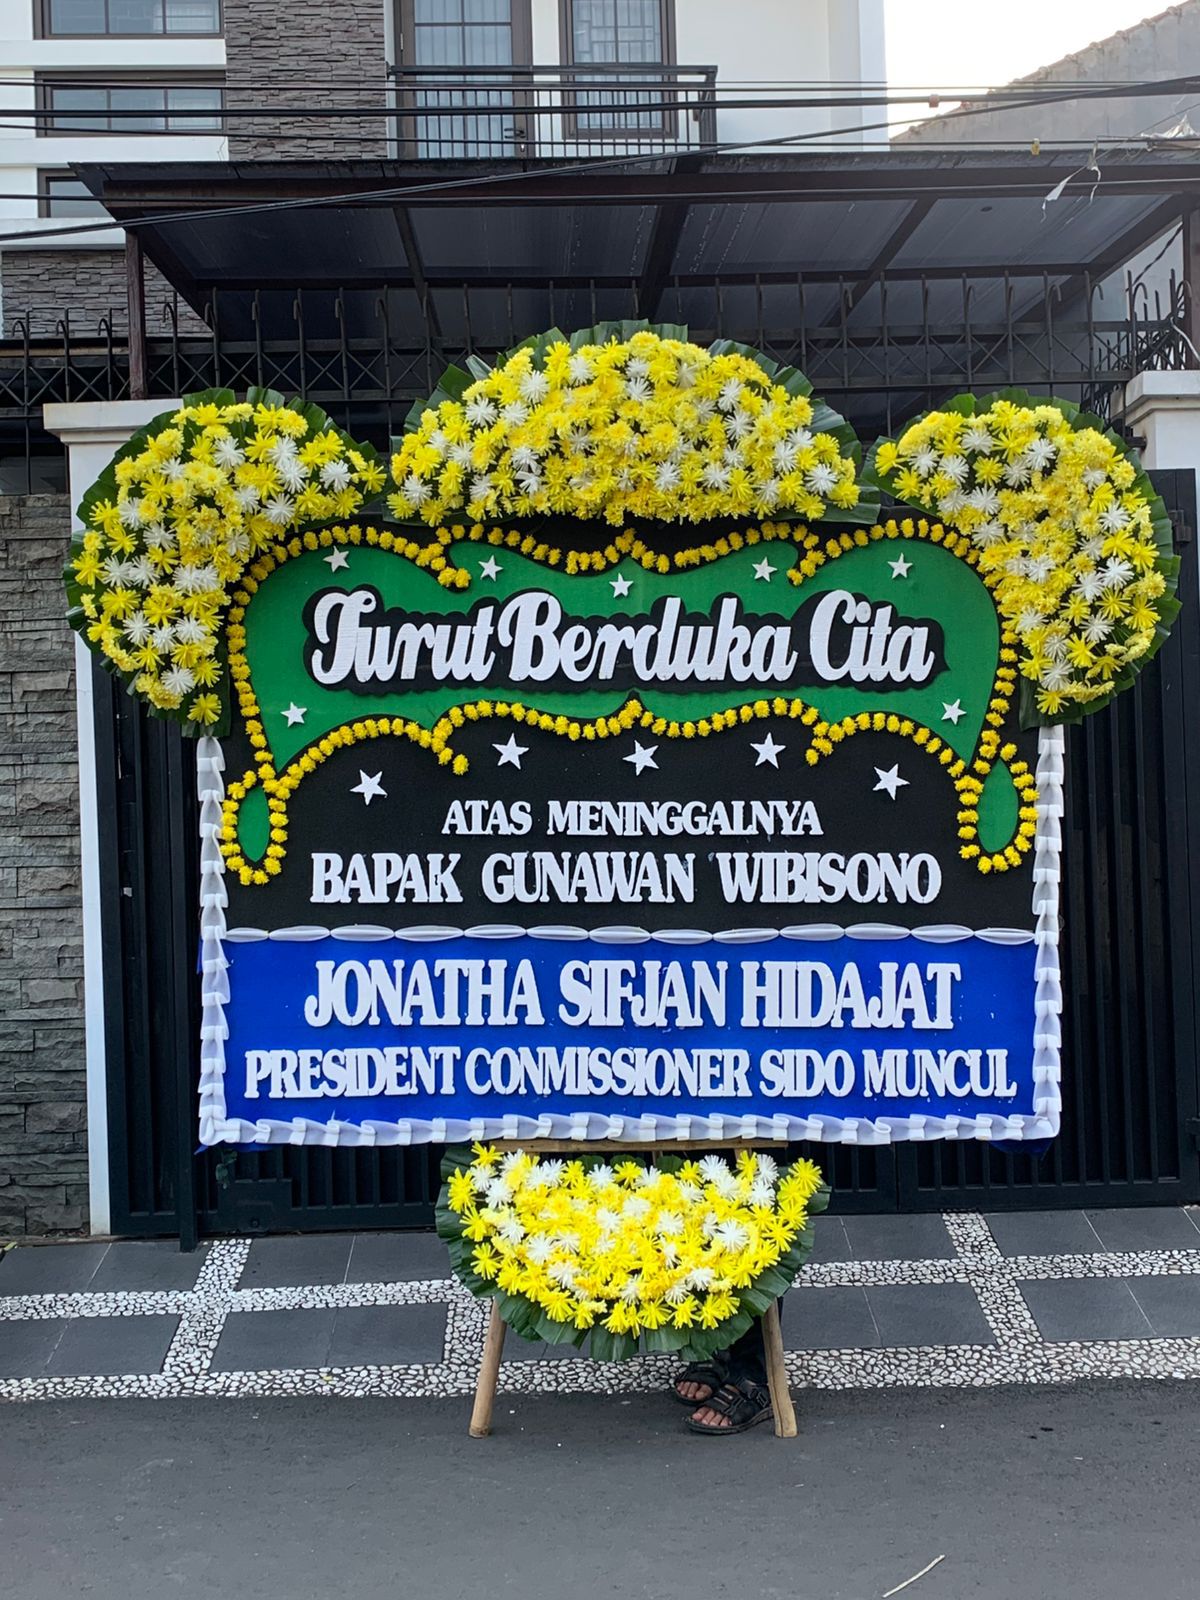 Turut Berduka Cita
ATAS MENINGGALNYA
BAPAK GUNAWAN WIBISONO
JONATHA SIFJAN HIDAJAT
PRESIDENT CONMISSIONER SIDO MUNCUL